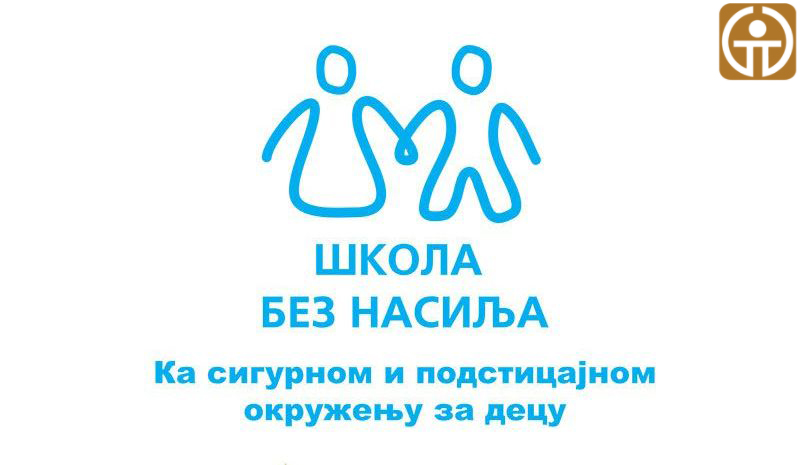 ШКОЛА
БЕЗ НАСИЉА
Ка сигурном и подстицајном
окружењу за децу